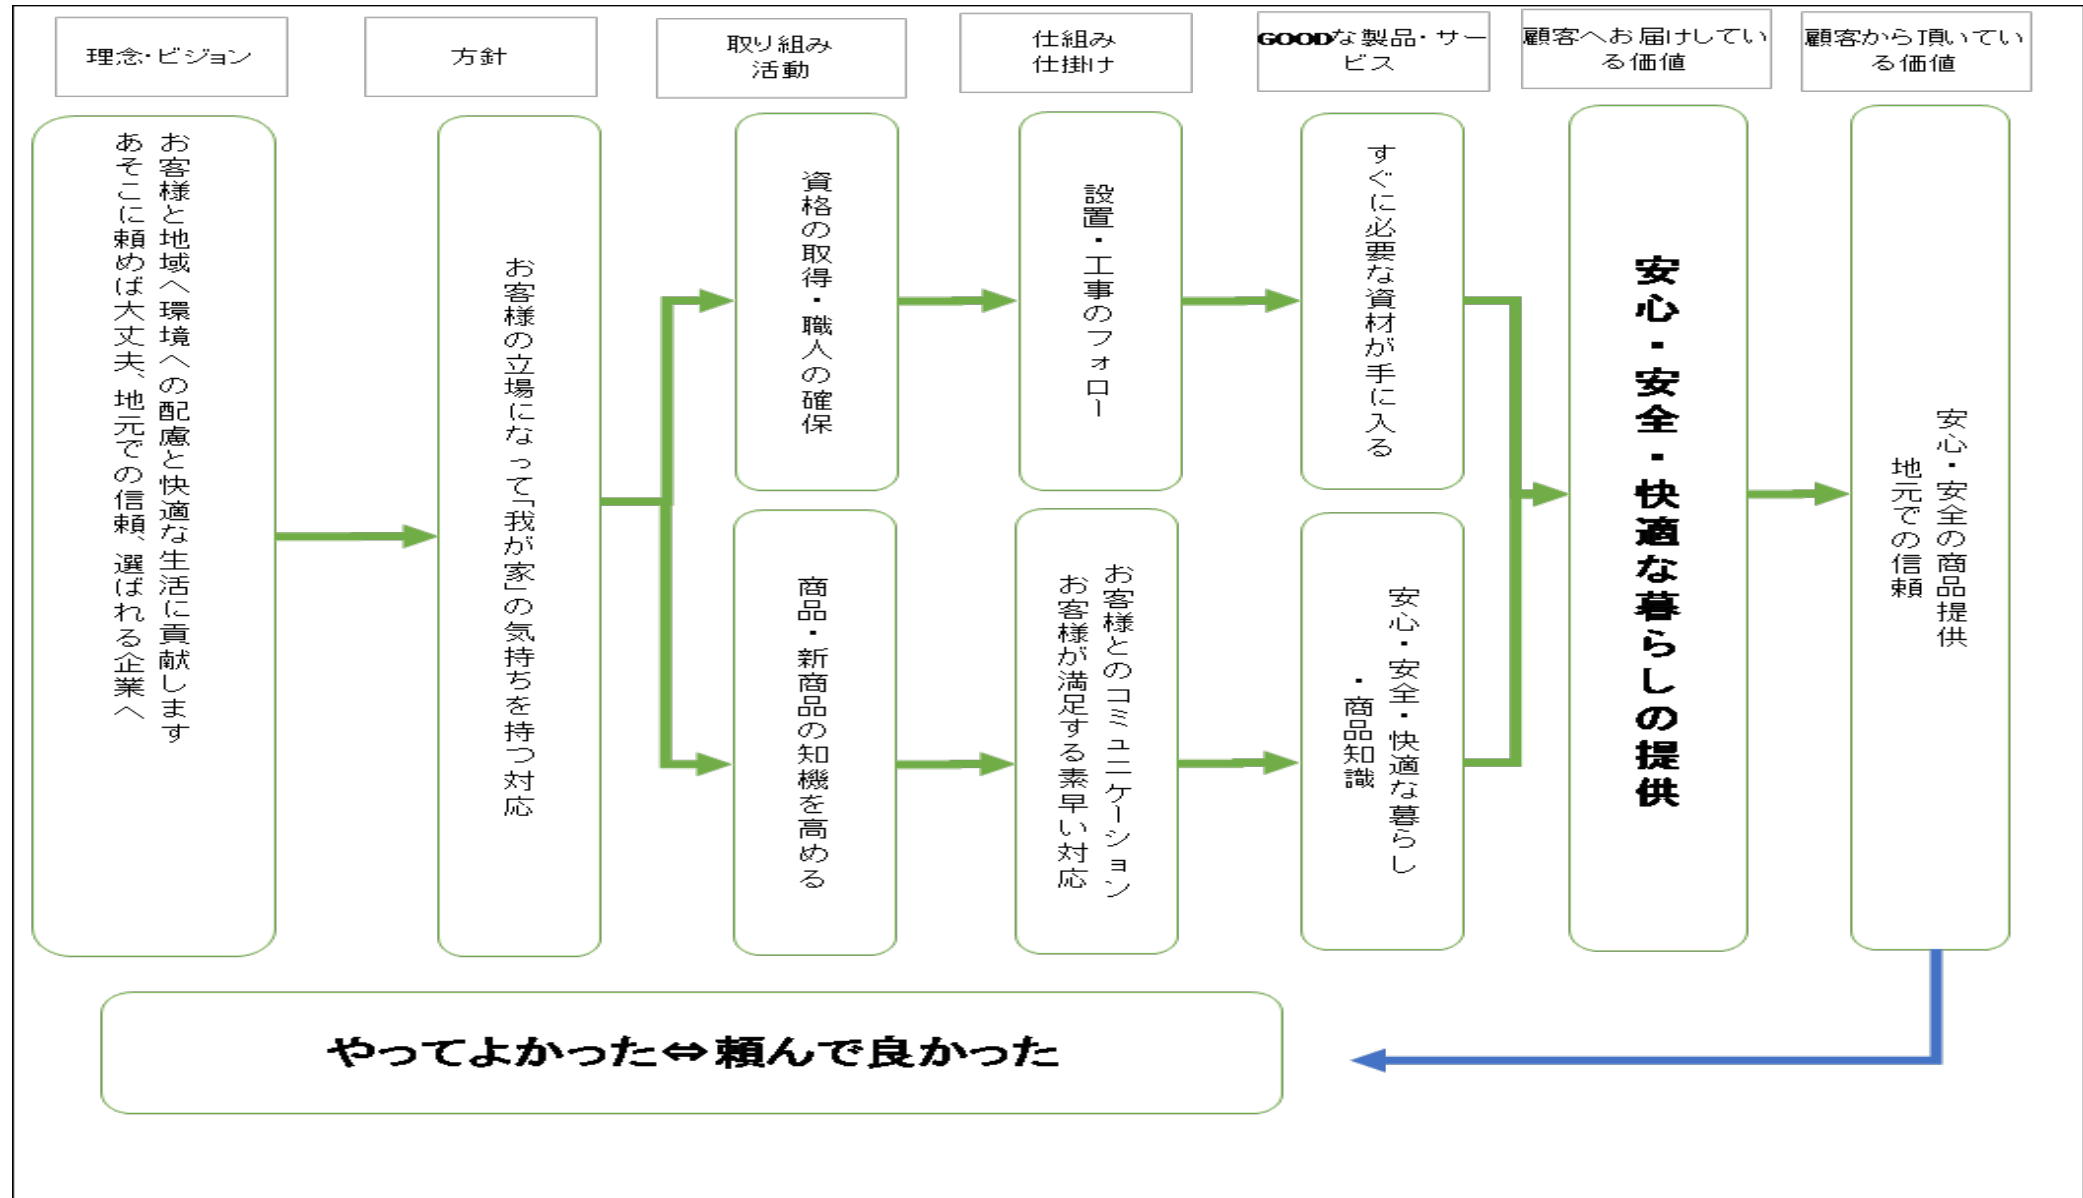 理念・ビジョン
方針
取り組み
活動
仕組み
仕掛け
GOODな製品・サー
ビス
顧客へお届けしてい
る価値
顧客から頂いてい
る価値
お客様と地域へ環境への配慮と快適な生活に貢献します
あそこに頼めば大丈夫、地元での信頼、選ばれる企業へ
お客様の立場になって「我が家」の気持ちを持つ対応
資格の取得・職人の確保
設置・工事のフォロー
すぐに必要な資材が手に入る
商品・新商品の知機を高める
お客様とのコミュニケーション
お客様が満足する素早い対応
安心・安全・快適な暮らし
・商品知識
安心・安全・快適な暮らしの提供
安心・安全の商品提供
地元での信頼
やってよかった⇔頼んで良かった